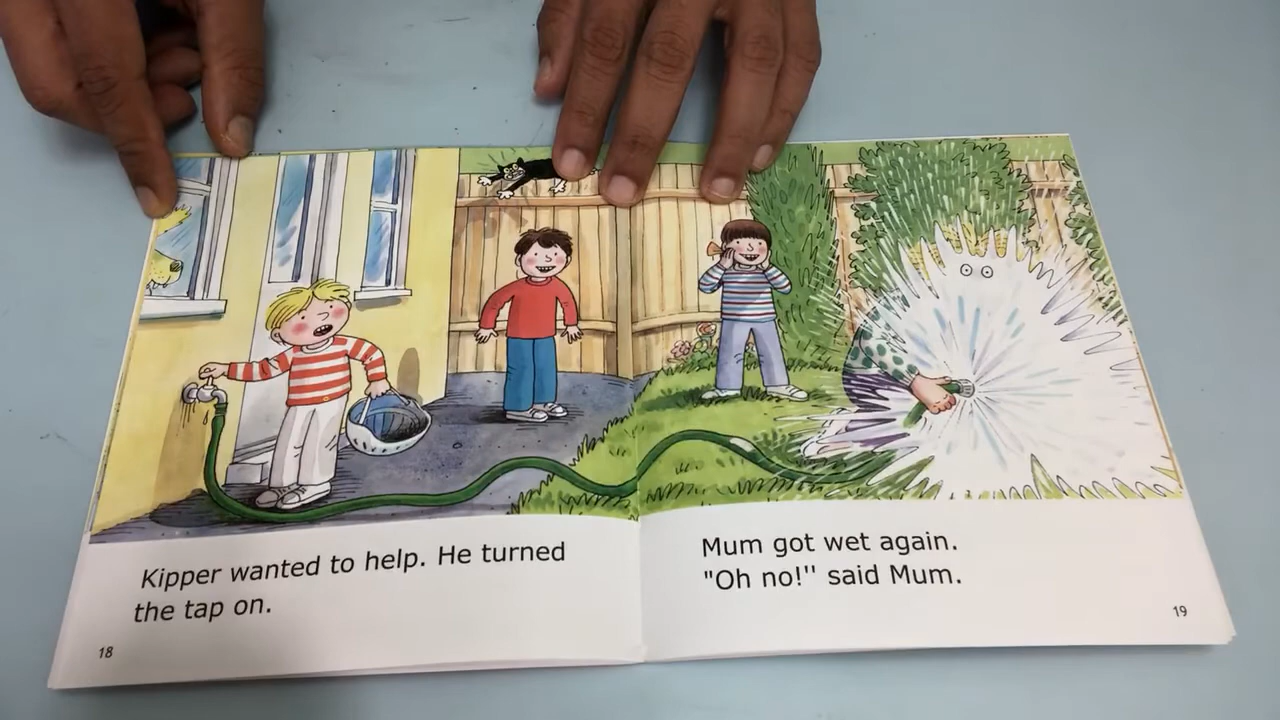 Kipper wanted to help. He turned
the tap on.
18
Mum got wet again.
"Oh no!" said Mum.
19